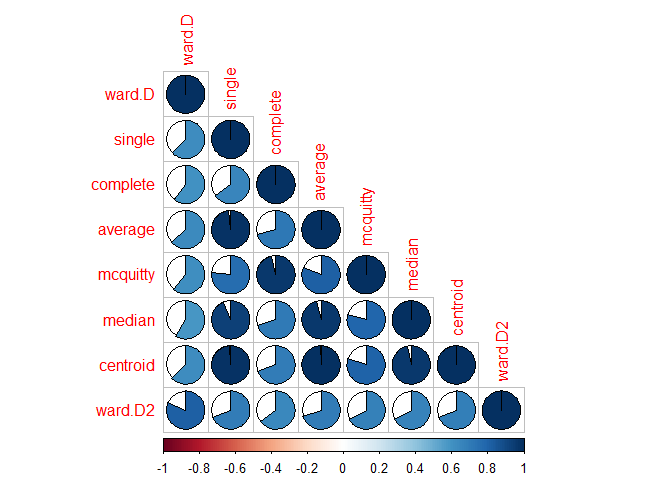 ward.D
single
complete
average
mcquitty
median
centroid
ward.D2
ward.D
single
complete
average
mcquitty
median
centroid
ward.D2
-1 -0.8 -0.6 -0.4 -0.2 0 0.2 0.4 0.6 0.8 1